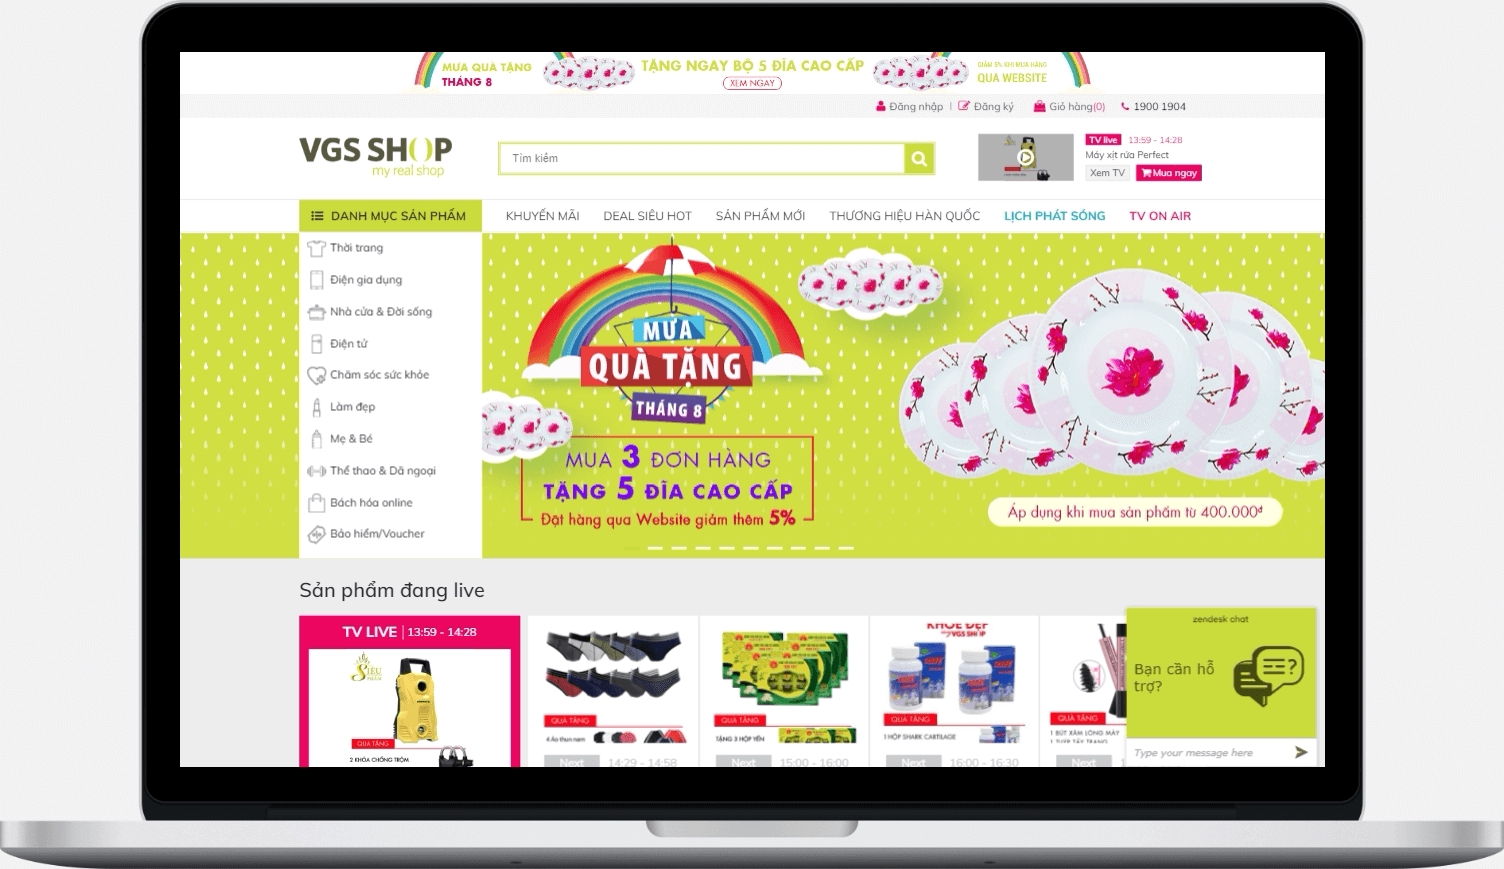 MƯA QUÀ TẶNG
THÁNG 8
TẶNG NGAY BỘ 5 ĐĨA CAO CẤP
XEM NGAY
GIẢM 5% KHI MUA HÀNG
QUA WEBSITE
Đăng nhập | Đăng ký Giỏ hàng(0) 1900 1904
VGS SHOP
my real shop
Tìm kiếm
TV live 13:59 - 14:28
Máy xịt rửa Perfect
Xem TV Mua ngay
DANH MỤC SẢN PHẨM KHUYẾN MÃI DEAL SIÊU HOT SẢN PHẨM MỚI THƯƠNG HIỆU HÀN QUỐC LỊCH PHÁT SÓNG TV ON AIR
Thời trang
Điện gia dụng
Nhà cửa & Đời sống
Điện tử
Chăm sóc sức khỏe
Làm đẹp
Mẹ & Bé
Thể thao & Dã ngoại
Bách hóa online
Bảo hiểm/Voucher
MƯA
QUÀ TẶNG
THÁNG 8
MUA 3 ĐƠN HÀNG
TẶNG 5 ĐĨA CAO CẤP
Đặt hàng qua Website giảm thêm 5%
Áp dụng khi mua sản phẩm từ 400.000đ
Sản phẩm đang live
TV LIVE | 13:59 - 14:28
SIÊU
PHẨM
QUÀ TẶNG
2 KHÓA CHỐNG TRỘM
QUÀ TẶNG
4 Áo thun nam
Next 14:29 - 14:58
QUÀ TẶNG
TẶNG 3 HỘP YẾN
Next 15:00 - 16:00
KHỎE ĐẸP
VGS SHOP
QUÀ TẶNG
1 HỘP SHARK CARTILAGE
Next 16:00 - 16:30
QUÀ TẶNG
1 BÚT XĂM LÔNG MÀY
1 TUÝP TẨY TRANG
Next
zendesk chat
Bạn cần hỗ
trợ?
Type your message here